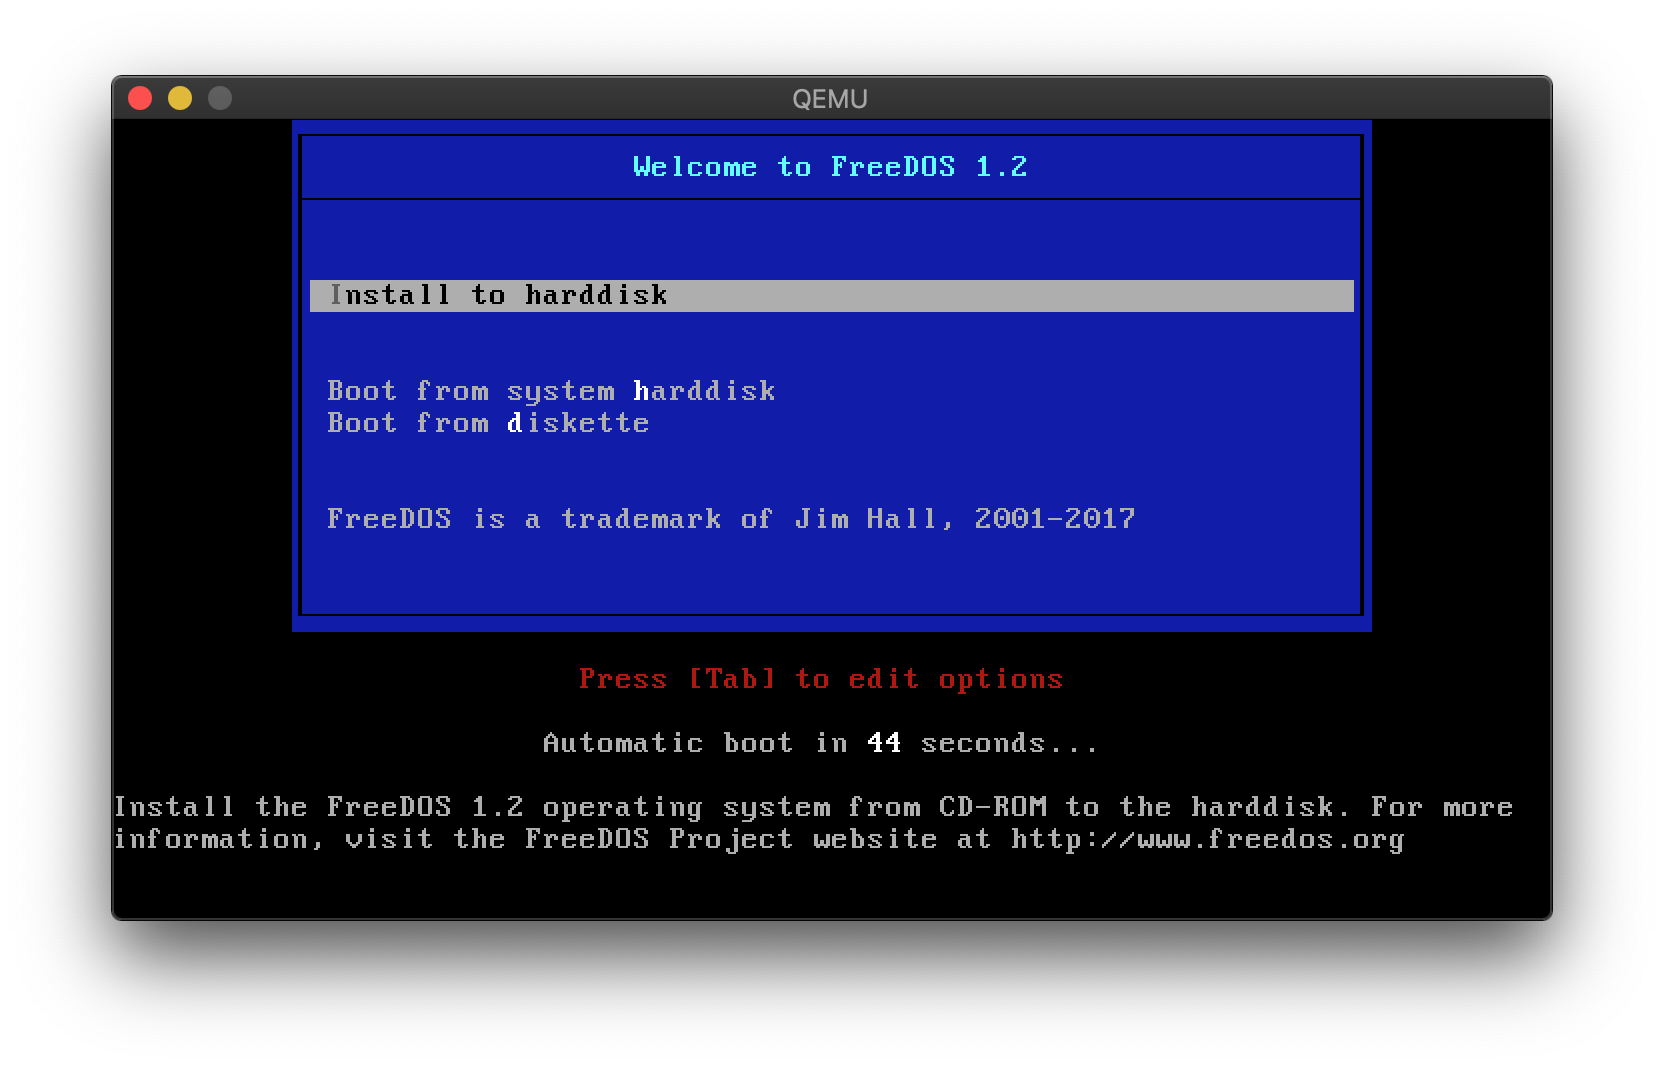 QEMU
Welcome to FreeDOS 1.2
Install to harddisk
Boot from system harddisk
Boot from diskette
FreeDOS is a trademark of Jim Hall, 2001-2017
Press [Tab] to edit options
Automatic boot in 44 seconds...
Install the FreeDOS 1.2 operating system from CD-ROM to the harddisk. For more
information, visit the FreeDOS Project website at http://www.freedos.org